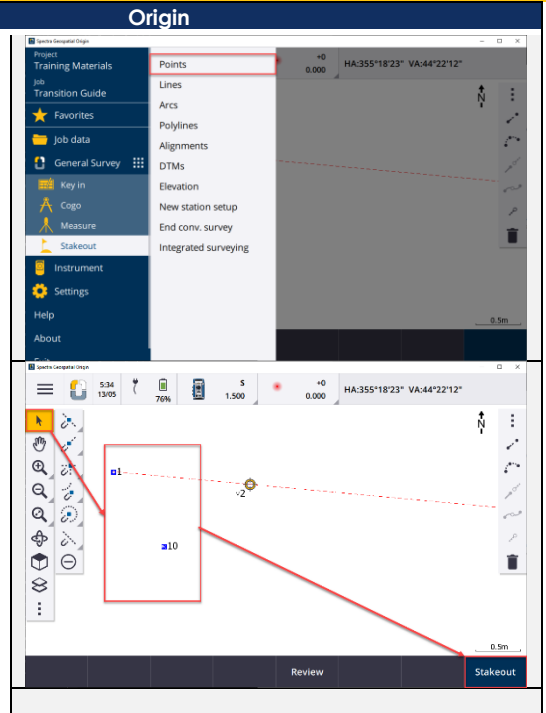 Origin
Spectra Geospatial Origin
Project
Training Materials
Job
Transition Guide
Favorites
Job data
General Survey
Key in
Cogo
Measure
Stakeout
Instrument
Settings
Help
About
Exit
Points
Lines
Arcs
Polylines
Alignments
DTMs
Elevation
New station setup
End conv. survey
Integrated surveying
+0
0.000
HA:355°18'23" VA:44°22'12"
N
0.5m
Spectra Geospatial Origin
5:34
13/05
76%
S
1.500
+0
0.000
HA:355°18'23" VA:44°22'12"
N
1
v2
10
0.5m
Review
Stakeout